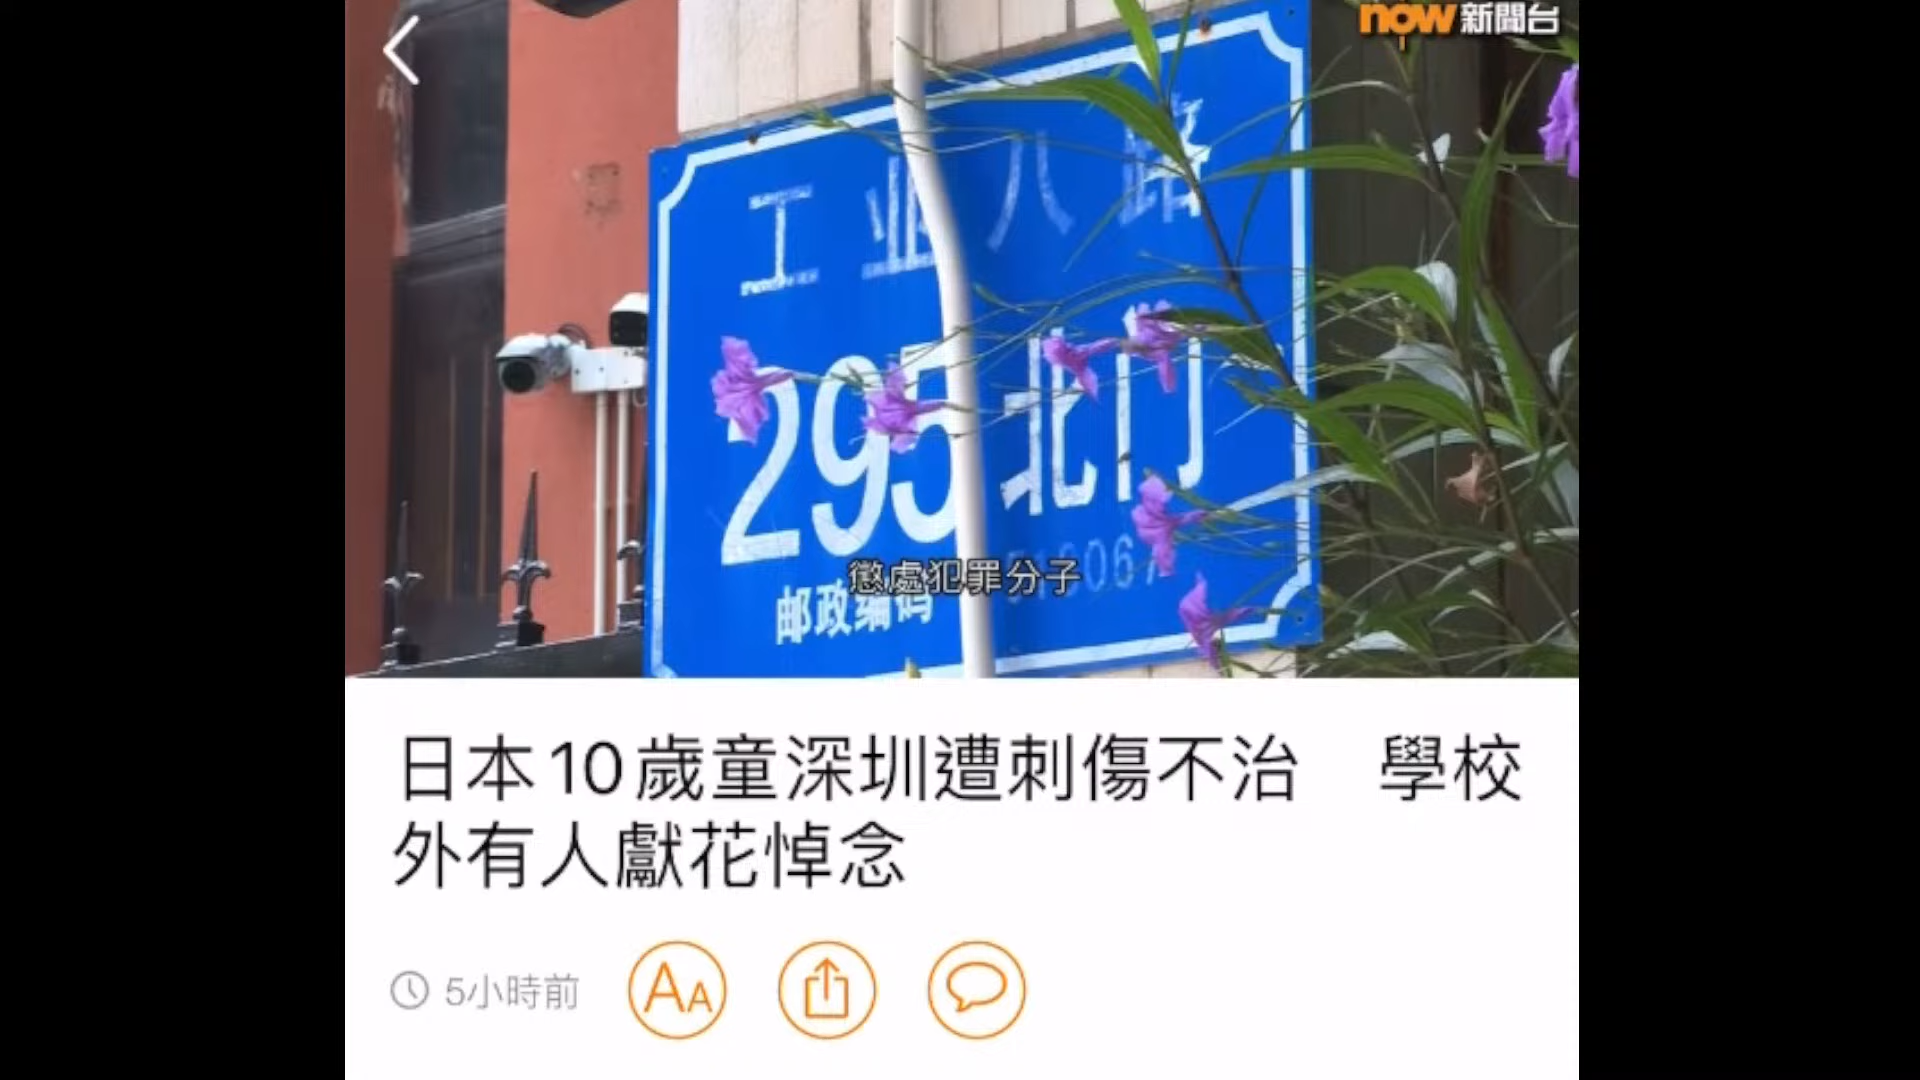 now新聞台
工业八路
295北门
懲處犯罪分子
邮政编码
日本10歲童深圳遭刺傷不治　學校
外有人獻花悼念
5小時前
AA